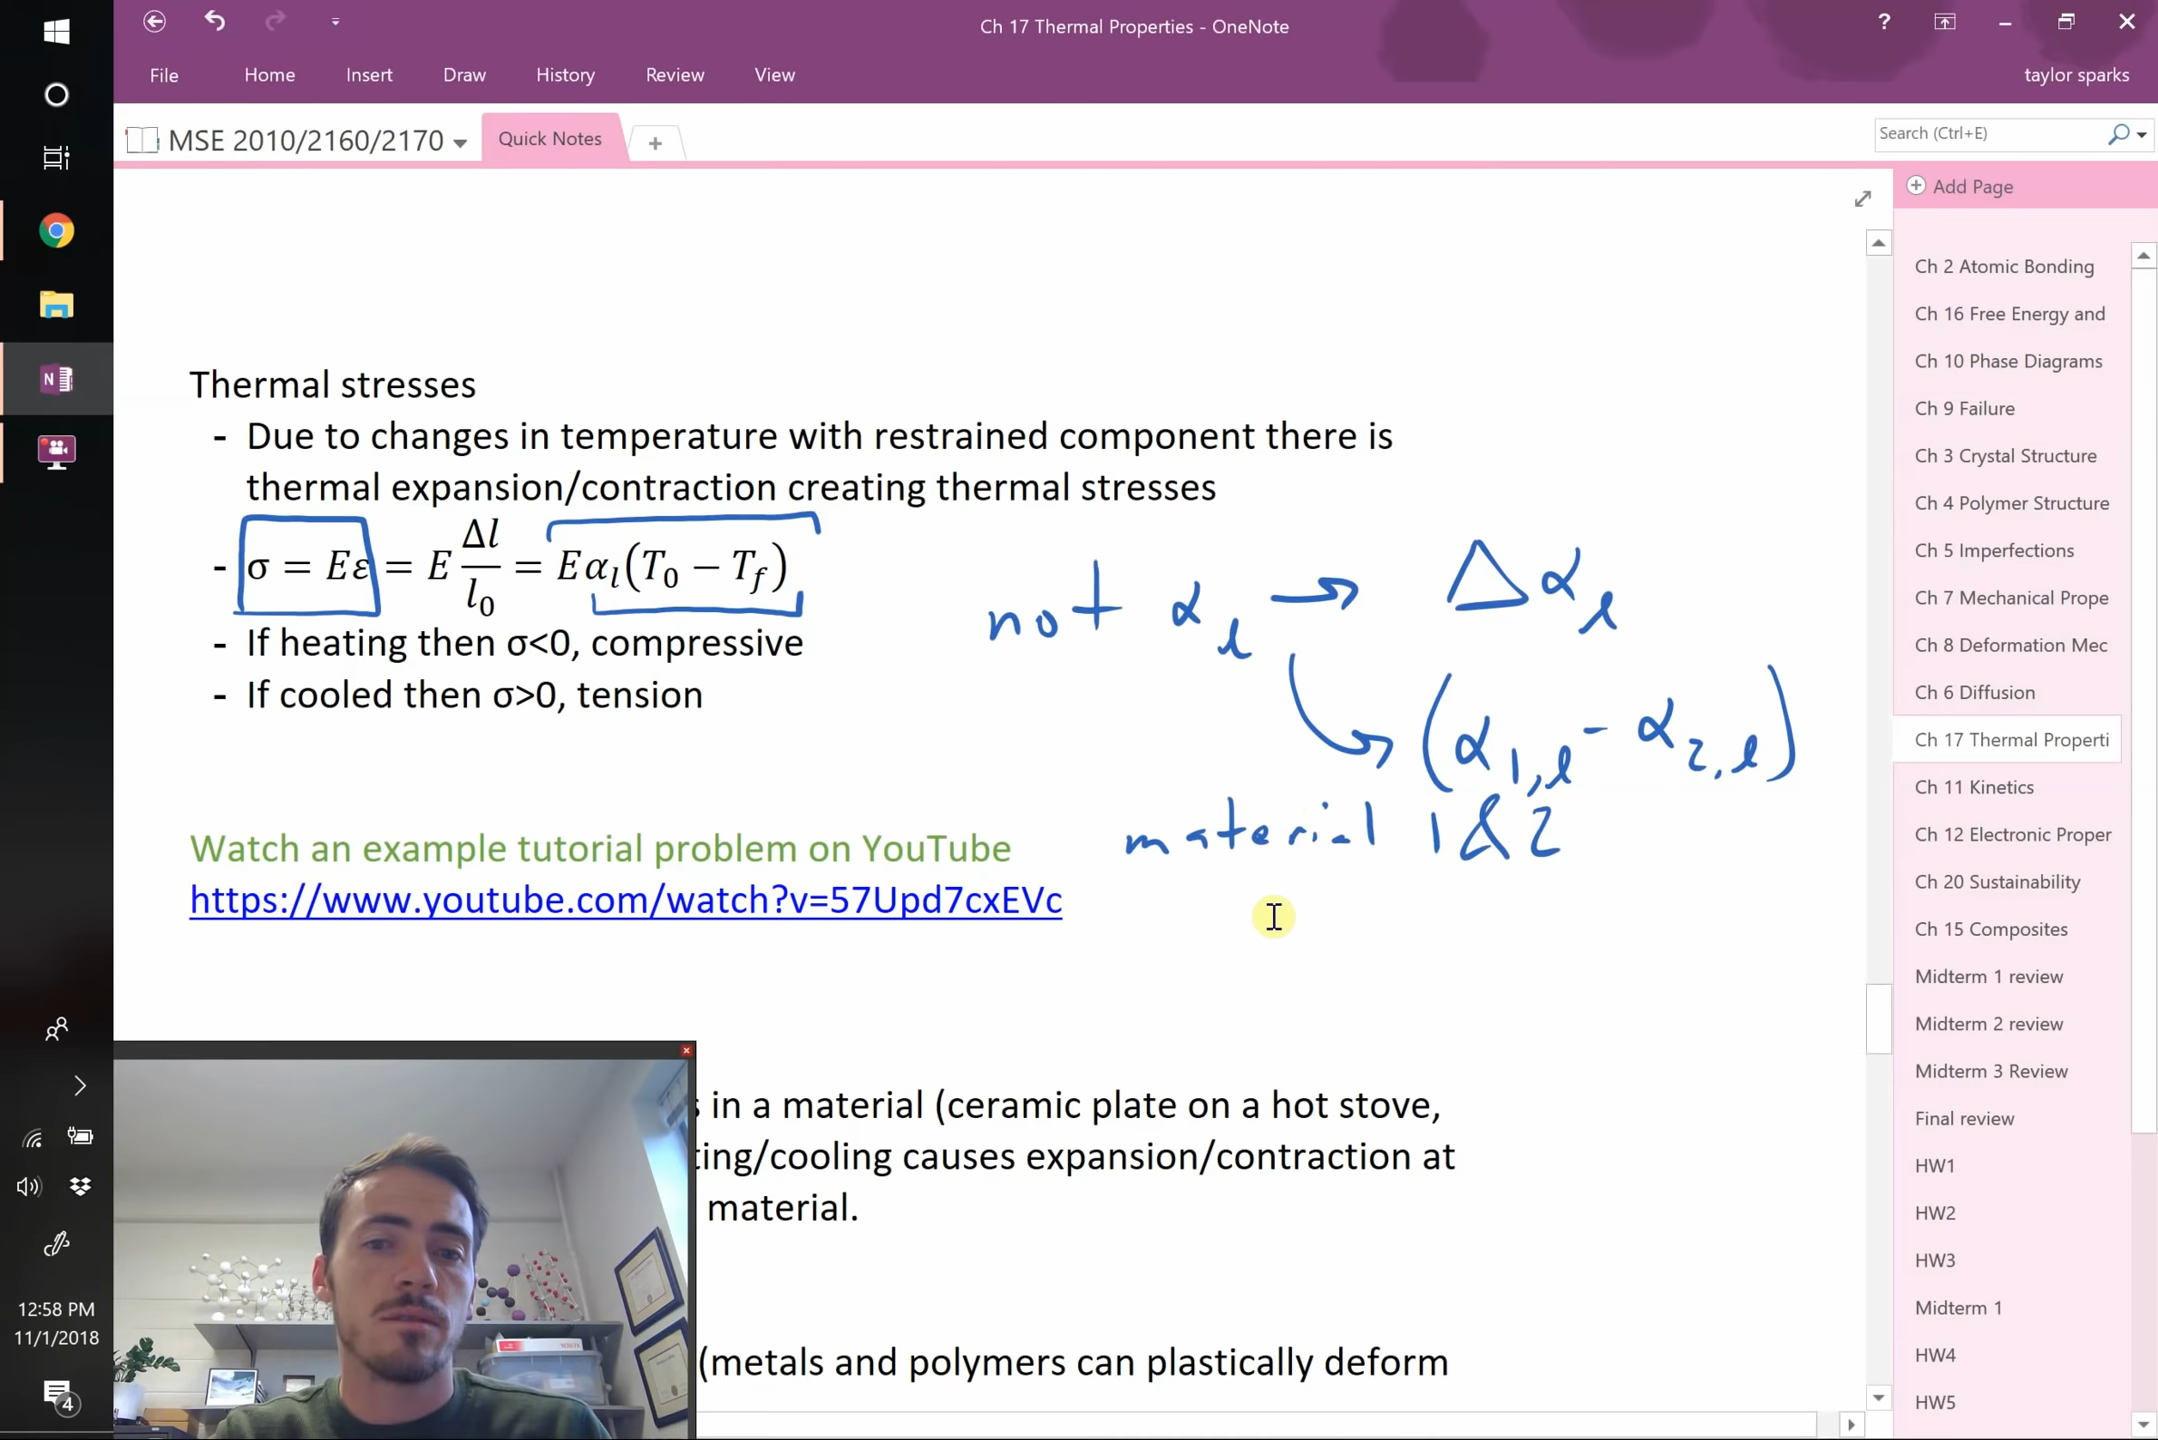 Ch 17 Thermal Properties - OneNote
?
File Home Insert Draw History Review View
taylor sparks
MSE 2010/2160/2170
Quick Notes
+
Search (Ctrl+E)
Add Page
Ch 2 Atomic Bonding
Ch 16 Free Energy and
Ch 10 Phase Diagrams
Ch 9 Failure
Ch 3 Crystal Structure
Ch 4 Polymer Structure
Ch 5 Imperfections
Ch 7 Mechanical Prope
Ch 8 Deformation Mec
Ch 6 Diffusion
Ch 17 Thermal Properti
Ch 11 Kinetics
Ch 12 Electronic Proper
Ch 20 Sustainability
Ch 15 Composites
Midterm 1 review
Midterm 2 review
Midterm 3 Review
Final review
HW1
HW2
HW3
Midterm 1
HW4
HW5
Thermal stresses
- Due to changes in temperature with restrained component there is
thermal expansion/contraction creating thermal stresses
- σ = Eε = E Δl/l₀ = Eαₗ(T₀ − T_f)
- If heating then σ<0, compressive
- If cooled then σ>0, tension
not αₗ → Δαₗ
(α₁,ₗ - α₂,ₗ)
material 1 & 2
Watch an example tutorial problem on YouTube
https://www.youtube.com/watch?v=57Upd7cxEVc
in a material (ceramic plate on a hot stove,
ting/cooling causes expansion/contraction at
material.
(metals and polymers can plastically deform
12:58 PM
11/1/2018
4